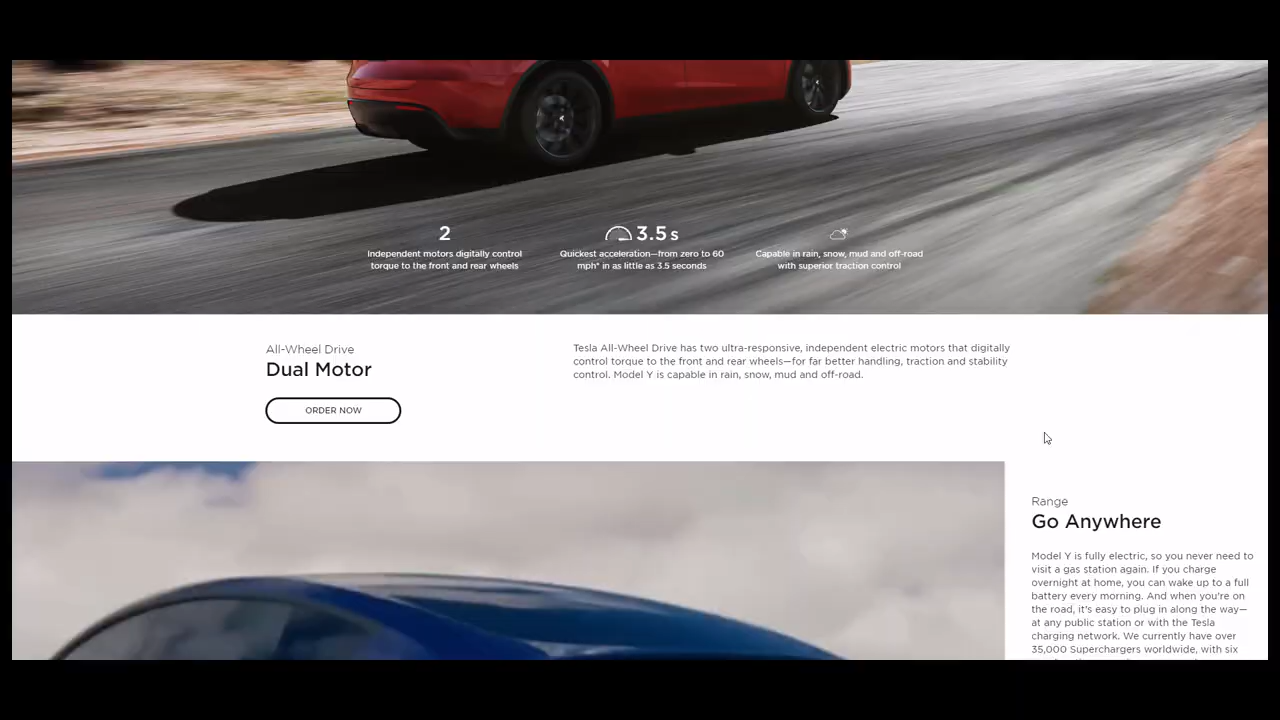 2
Independent motors digitally control
torque to the front and rear wheels
3.5 s
Quickest acceleration—from zero to 60
mph* in as little as 3.5 seconds
Capable in rain, snow, mud and off-road
with superior traction control
All-Wheel Drive
Dual Motor
ORDER NOW
Tesla All-Wheel Drive has two ultra-responsive, independent electric motors that digitally
control torque to the front and rear wheels—for far better handling, traction and stability
control. Model Y is capable in rain, snow, mud and off-road.
Range
Go Anywhere
Model Y is fully electric, so you never need to
visit a gas station again. If you charge
overnight at home, you can wake up to a full
battery every morning. And when you're on
the road, it's easy to plug in along the way—
at any public station or with the Tesla
charging network. We currently have over
35,000 Superchargers worldwide, with six